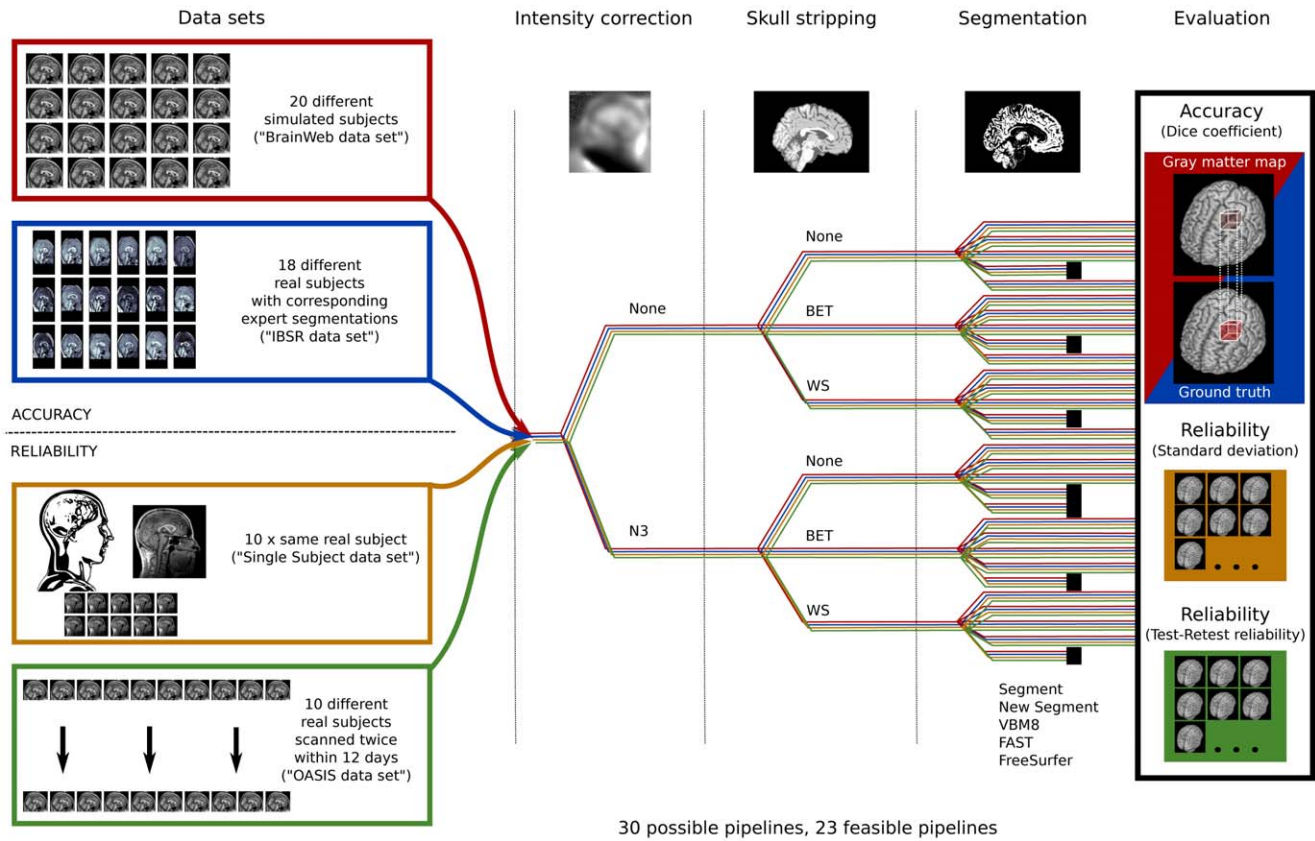 Data sets
Intensity correction
Skull stripping
Segmentation
Evaluation
20 different
simulated subjects
("BrainWeb data set")
18 different
real subjects
with corresponding
expert segmentations
("IBSR data set")
ACCURACY
RELIABILITY
10 x same real subject
("Single Subject data set")
10 different
real subjects
scanned twice
within 12 days
("OASIS data set")
None
N3
None
BET
WS
None
BET
WS
Segment
New Segment
VBM8
FAST
FreeSurfer
Accuracy
(Dice coefficient)
Gray matter map
Ground truth
Reliability
(Standard deviation)
Reliability
(Test-Retest reliability)
30 possible pipelines, 23 feasible pipelines